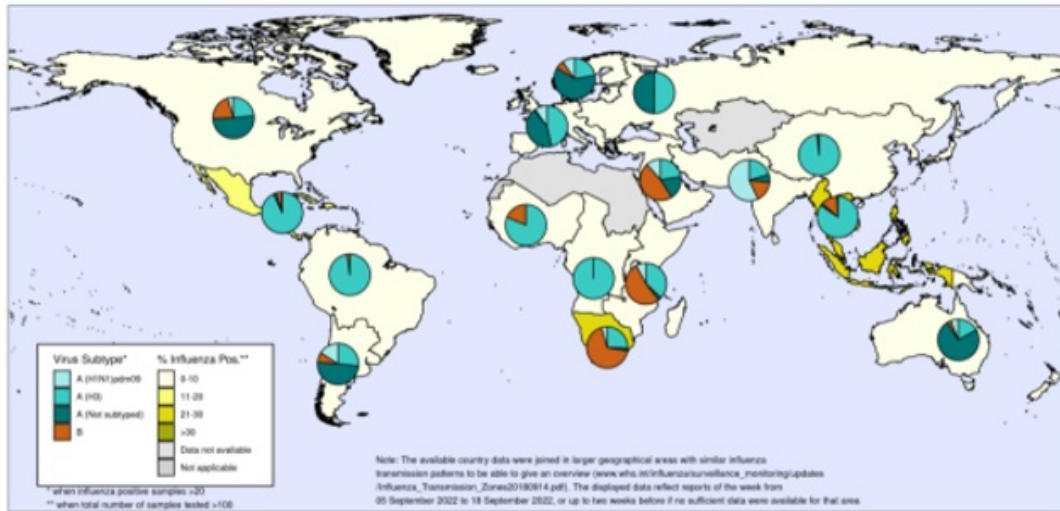 Virus Subtype*
A (H1N1)pdm09
A (H3)
A (Not subtyped)
B
% Influenza Pos.**
0-10
11-20
21-30
>30
Data not available
Not applicable
* when influenza positive samples >20
** when total number of samples tested >100
Note: The available country data were joined in larger geographical areas with similar influenza
transmission patterns to be able to give an overview (www.who.int/influenza/surveillance_monitoring/updates
/Influenza_Transmission_Zones20180914.pdf). The displayed data reflect reports of the week from
05 September 2022 to 18 September 2022, or up to two weeks before if no sufficient data were available for that area